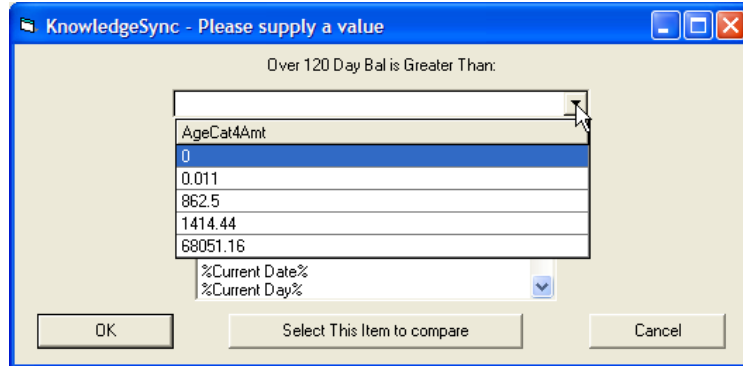 KnowledgeSync - Please supply a value
Over 120 Day Bal is Greater Than:
AgeCat4Amt
0
0.011
862.5
1414.44
68051.16
%Current Date%
%Current Day%
OK
Select This Item to compare
Cancel